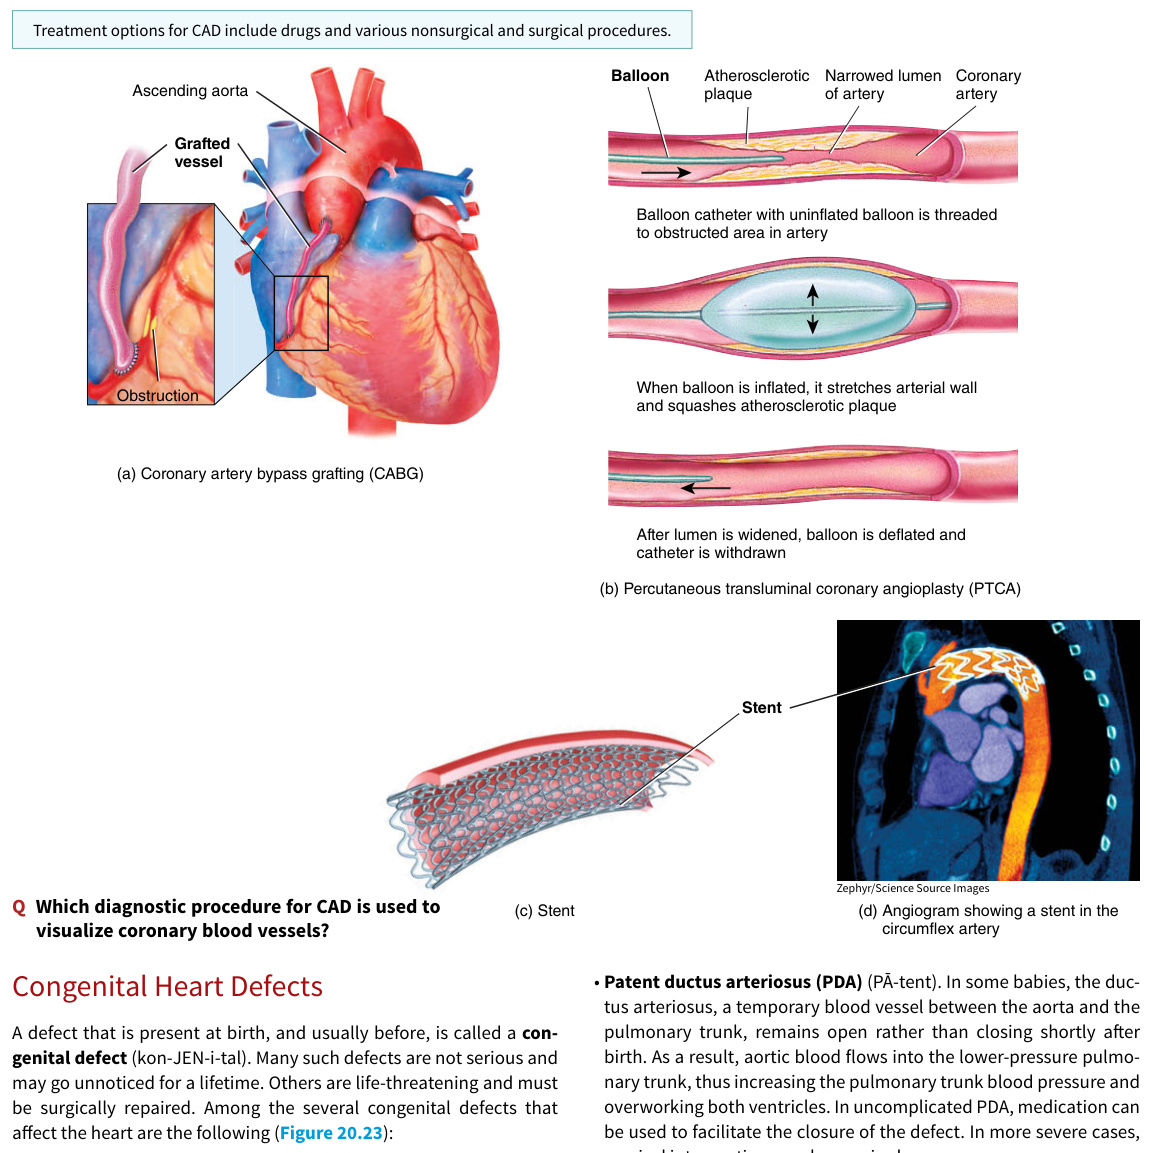 Treatment options for CAD include drugs and various nonsurgical and surgical procedures.
Ascending aorta
Grafted
vessel
Obstruction
(a) Coronary artery bypass grafting (CABG)
Balloon
Atherosclerotic
plaque
Narrowed lumen
of artery
Coronary
artery
Balloon catheter with uninflated balloon is threaded
to obstructed area in artery
When balloon is inflated, it stretches arterial wall
and squashes atherosclerotic plaque
After lumen is widened, balloon is deflated and
catheter is withdrawn
(b) Percutaneous transluminal coronary angioplasty (PTCA)
Stent
Zephyr/Science Source Images
(c) Stent
(d) Angiogram showing a stent in the
circumflex artery
Q Which diagnostic procedure for CAD is used to
visualize coronary blood vessels?
Congenital Heart Defects
A defect that is present at birth, and usually before, is called a con-
genital defect (kon-JEN-i-tal). Many such defects are not serious and
may go unnoticed for a lifetime. Others are life-threatening and must
be surgically repaired. Among the several congenital defects that
affect the heart are the following (Figure 20.23):
• Patent ductus arteriosus (PDA) (PĀ-tent). In some babies, the duc-
tus arteriosus, a temporary blood vessel between the aorta and the
pulmonary trunk, remains open rather than closing shortly after
birth. As a result, aortic blood flows into the lower-pressure pulmo-
nary trunk, thus increasing the pulmonary trunk blood pressure and
overworking both ventricles. In uncomplicated PDA, medication can
be used to facilitate the closure of the defect. In more severe cases,